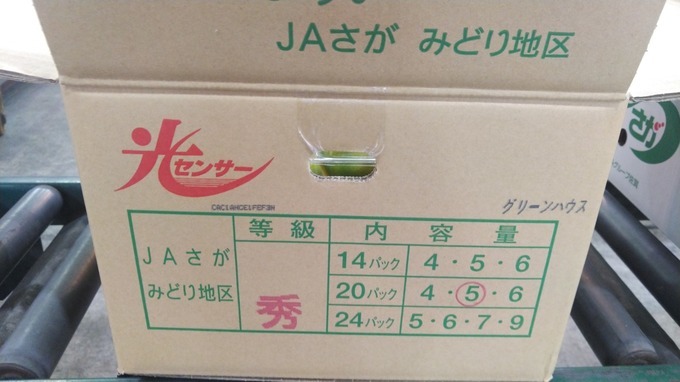 JAさが みどり地区
光センサー
CAC1AHGE1FEF3N
グリーンハウス
等級 内容量
JAさが
みどり地区
秀
14パック 4・5・6
20パック 4・5・6
24パック 5・6・7・9